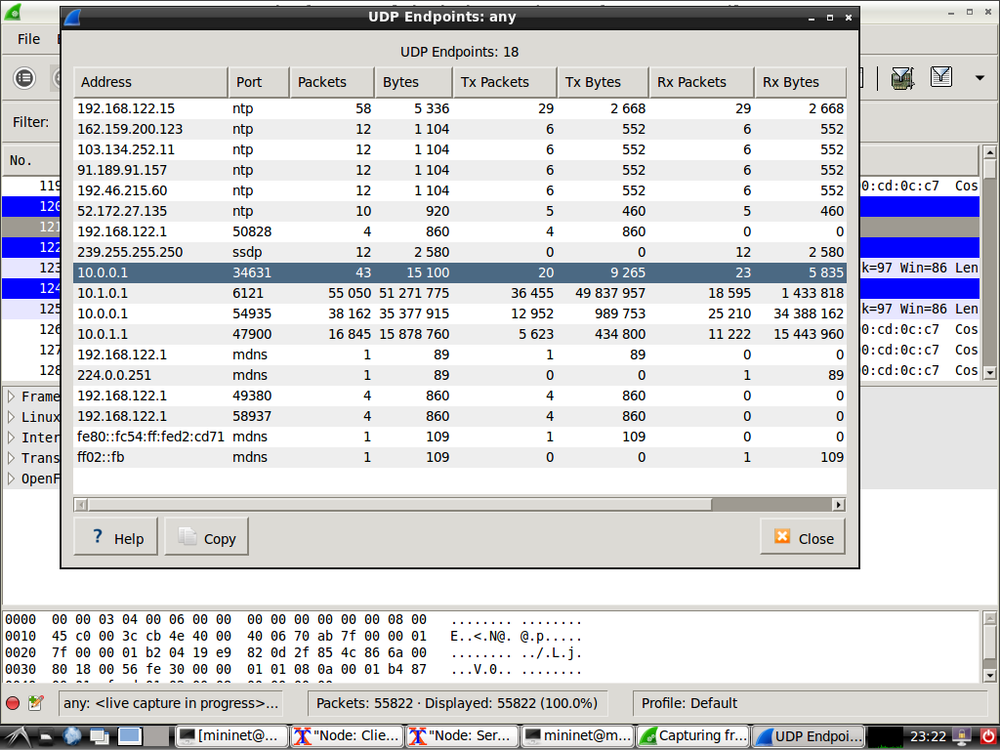 UDP Endpoints: any
File
UDP Endpoints: 18
Address Port Packets Bytes Tx Packets Tx Bytes Rx Packets Rx Bytes
192.168.122.15 ntp 58 5 336 29 2 668 29 2 668
162.159.200.123 ntp 12 1 104 6 552 6 552
103.134.252.11 ntp 12 1 104 6 552 6 552
91.189.91.157 ntp 12 1 104 6 552 6 552
192.46.215.60 ntp 12 1 104 6 552 6 552
52.172.27.135 ntp 10 920 5 460 5 460
192.168.122.1 50828 4 860 4 860 0 0
239.255.255.250 ssdp 12 2 580 0 0 12 2 580
10.0.0.1 34631 43 15 100 20 9 265 23 5 835
10.1.0.1 6121 55 050 51 271 775 36 455 49 837 957 18 595 1 433 818
10.0.0.1 54935 38 162 35 377 915 12 952 989 753 25 210 34 388 162
10.0.1.1 47900 16 845 15 878 760 5 623 434 800 11 222 15 443 960
192.168.122.1 mdns 1 89 1 89 0 0
224.0.0.251 mdns 1 89 0 0 1 89
192.168.122.1 49380 4 860 4 860 0 0
192.168.122.1 58937 4 860 4 860 0 0
fe80::fc54:ff:fed2:cd71 mdns 1 109 1 109 0 0
ff02::fb mdns 1 109 0 0 1 109
Help Copy Close
Filter:
No.
119 0:cd:0c:c7 Cos
120
121
122
123 k=97 Win=86 Len
124
125 k=97 Win=86 Len
126 0:cd:0c:c7 Cos
127 0:cd:0c:c7 Cos
128 0:cd:0c:c7 Cos
Frame
Linux
Inter
Trans
OpenF
0000 00 00 03 04 00 06 00 00 00 00 00 00 00 00 08 00 ........ ........
0010 45 c0 00 3c cb 4e 40 00 40 06 70 ab 7f 00 00 01 E..<.N@. @.p.....
0020 7f 00 00 01 b2 04 19 e9 82 0d 2f 85 4c 86 6a 00 ........ ../.L.j.
0030 80 18 00 56 fe 30 00 00 01 01 08 0a 00 01 b4 87 ...V.0.. ........
any: <live capture in progress>... Packets: 55822 · Displayed: 55822 (100.0%) Profile: Default
[mininet@... "Node: Clie... "Node: Ser... mininet@m... Capturing fr... UDP Endpoi... 23:22